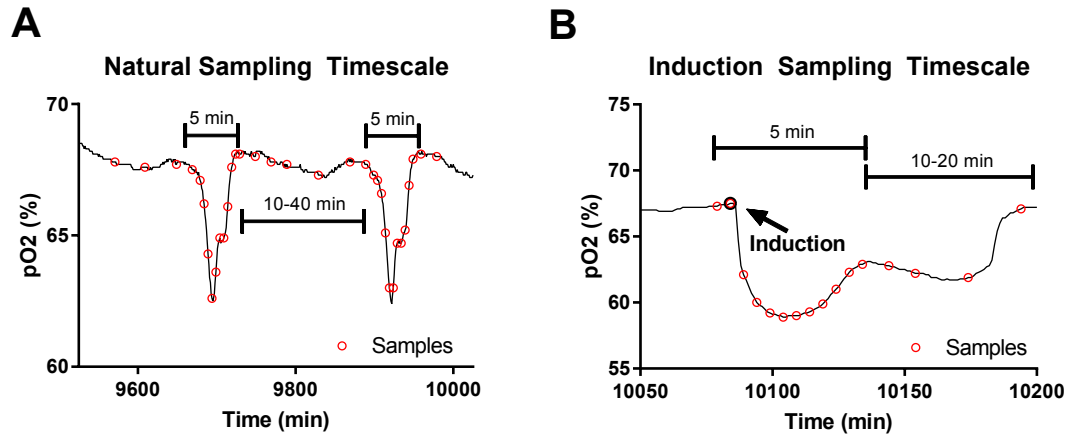 A
Natural Sampling Timescale
70
65
60
pO2 (%)
5 min
5 min
10-40 min
Samples
9600
9800
10000
Time (min)
B
Induction Sampling Timescale
75
70
65
60
55
pO2 (%)
5 min
10-20 min
Induction
Samples
10050
10100
10150
10200
Time (min)